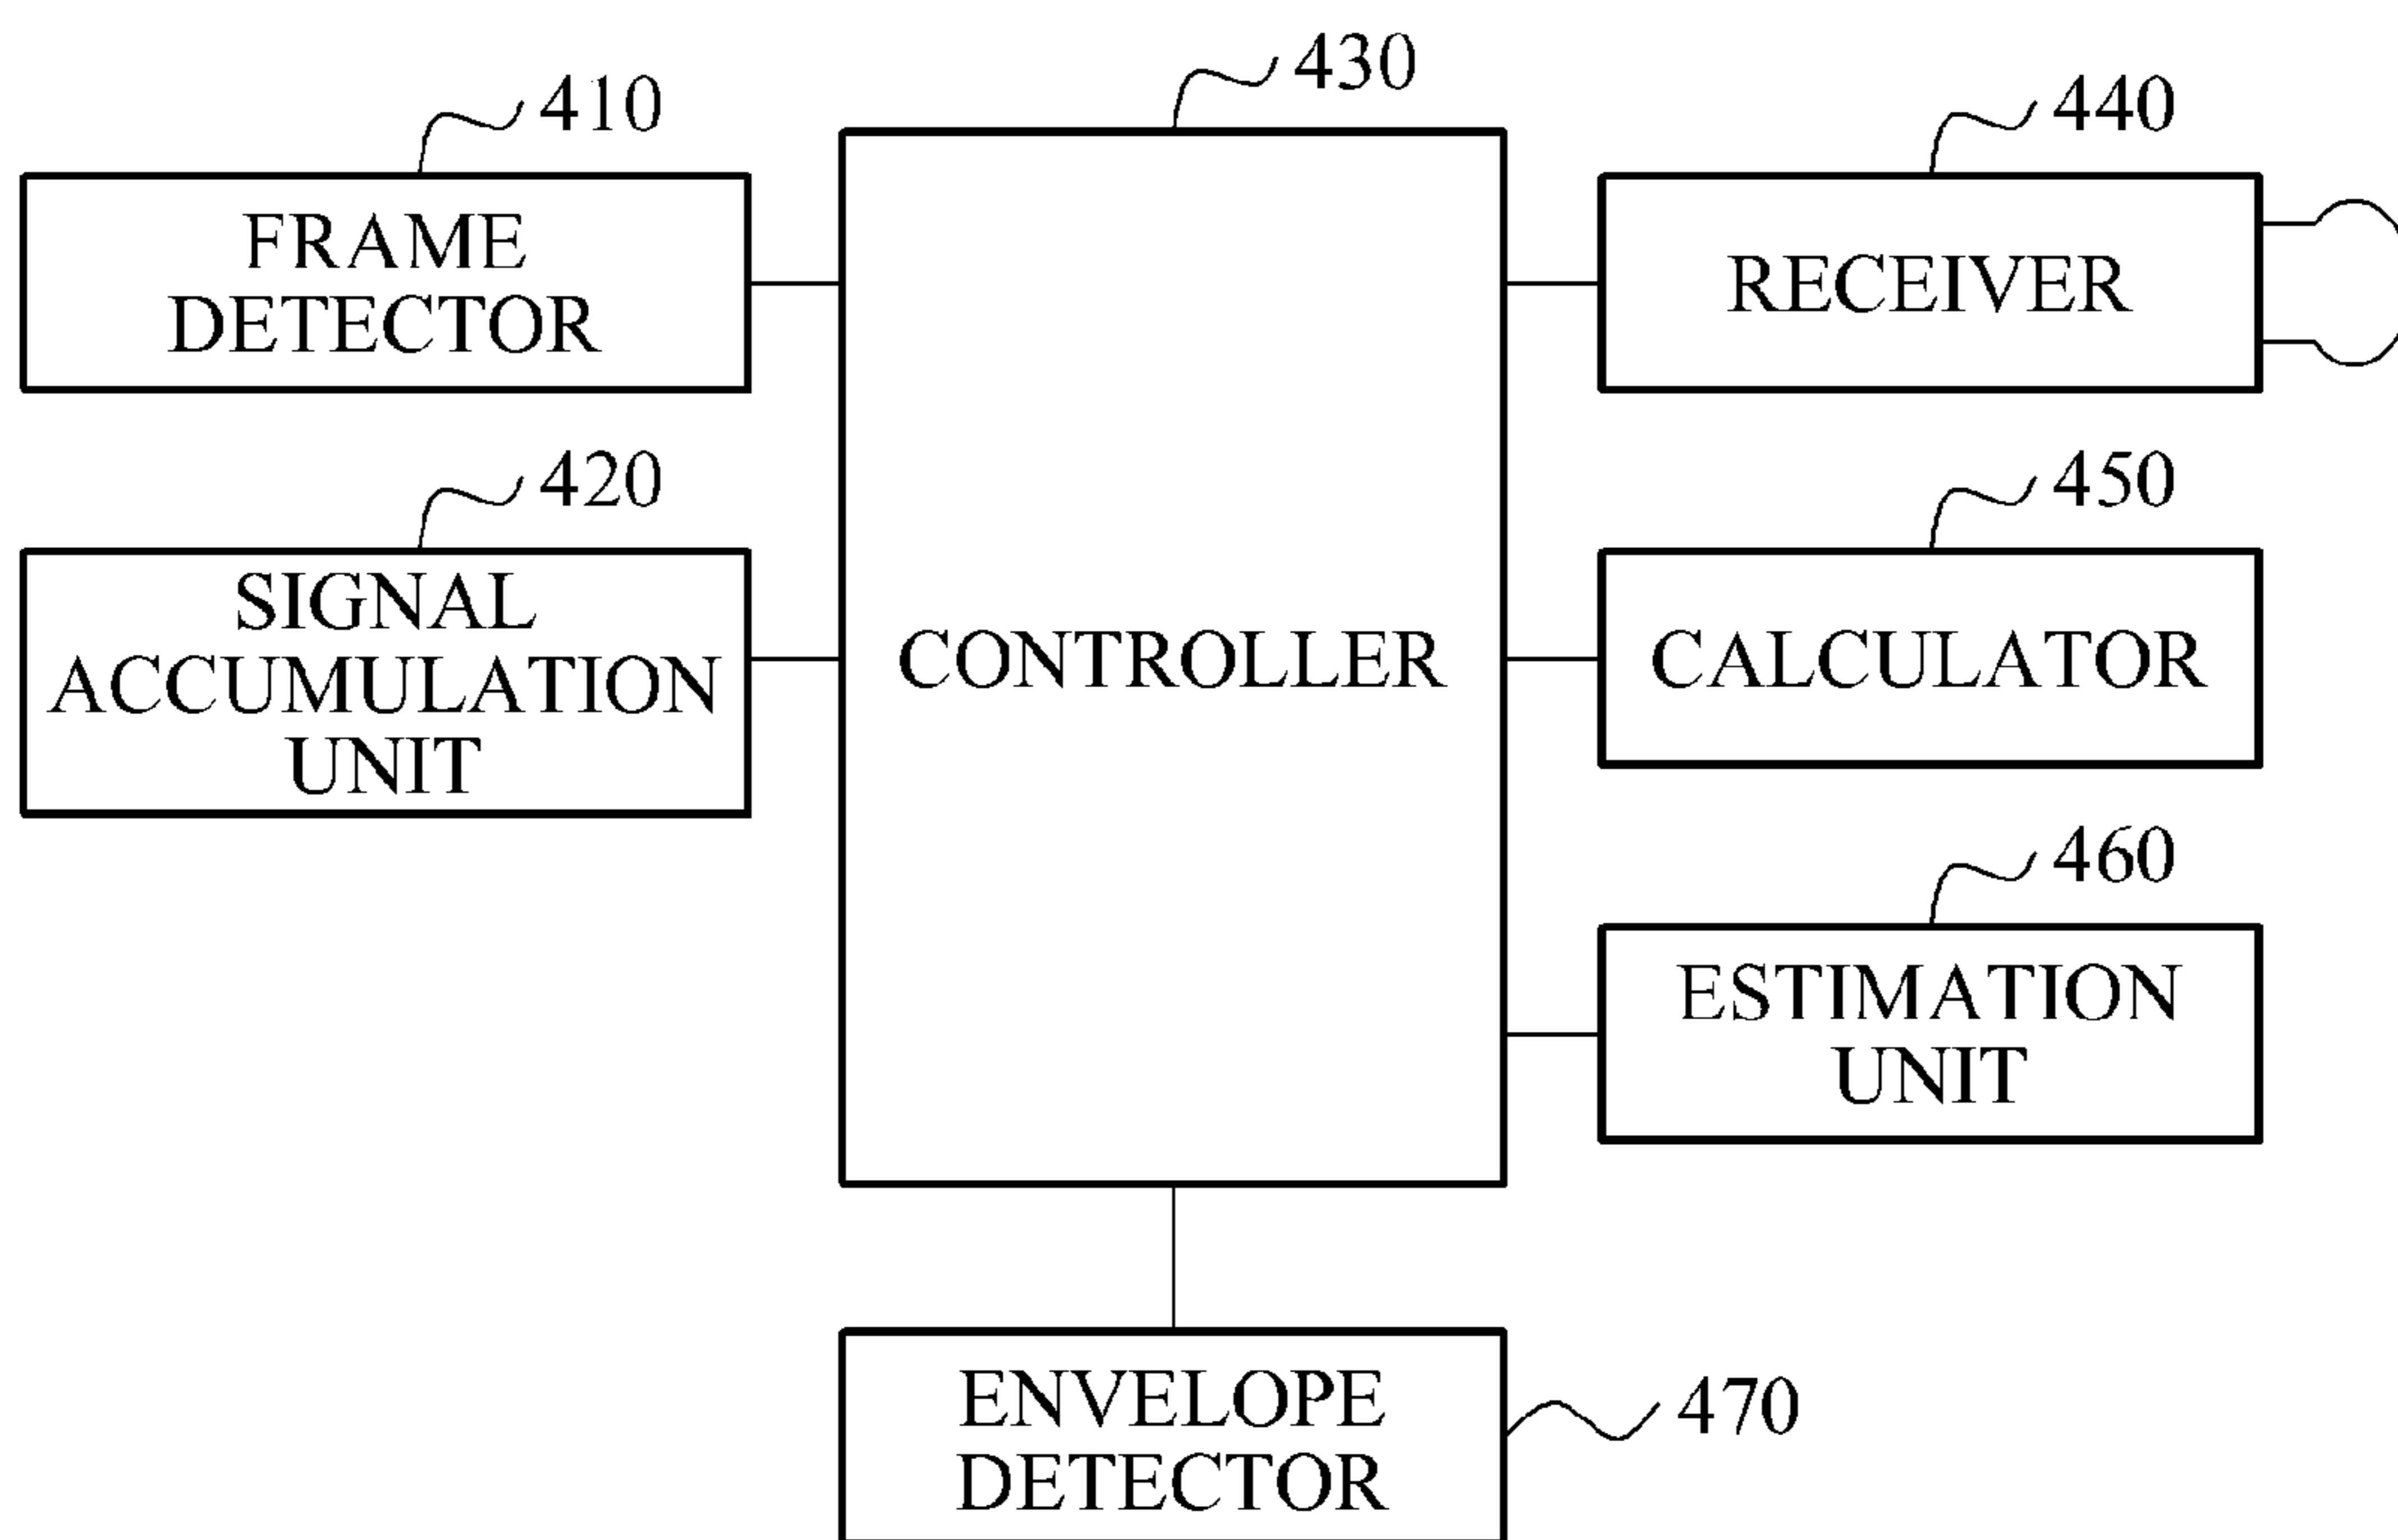 430
410
440
FRAME
DETECTOR
RECEIVER
420
450
SIGNAL
ACCUMULATION
UNIT
CONTROLLER
CALCULATOR
460
ESTIMATION
UNIT
ENVELOPE
DETECTOR
470